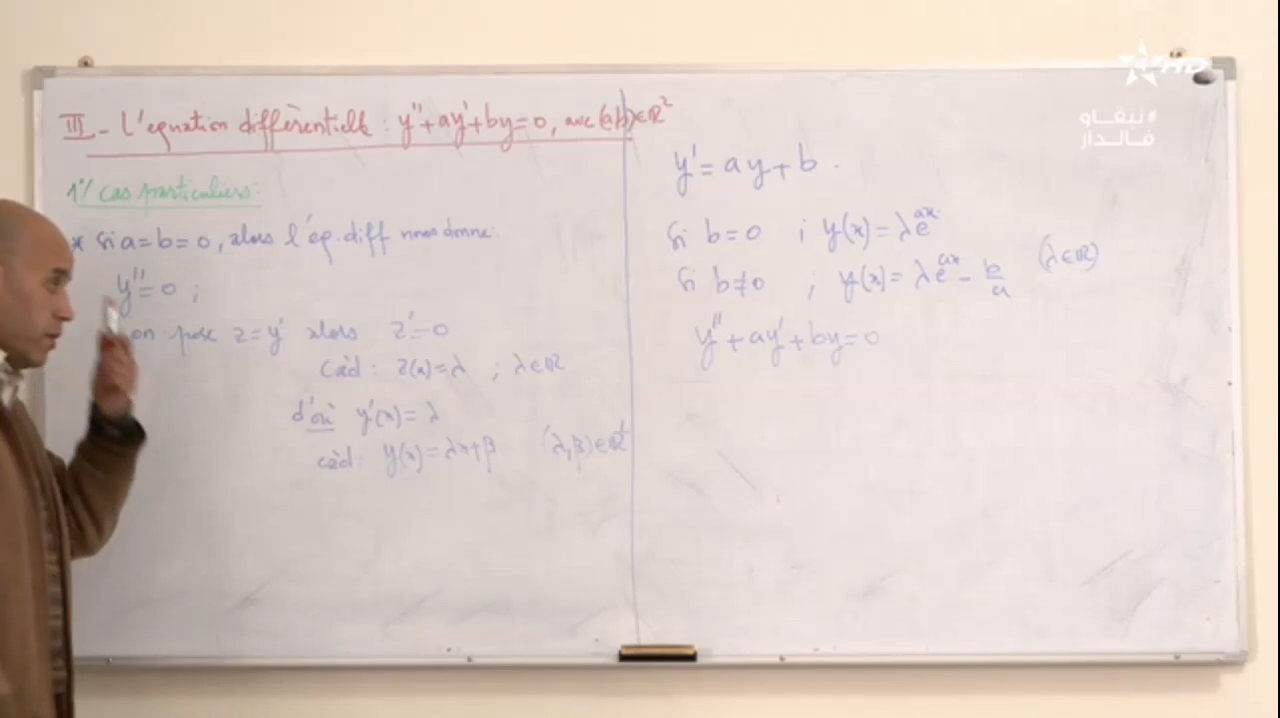 III - L'equation différentielle : y''+ay'+by=0, avec (a,b)∈ℝ²
1°/ cas particuliers:
* Si a=b=0, alors l'éq.diff nous donne:
y''=0 ;
on pose z=y' alors z'=0
càd: z(x)=λ ; λ∈ℝ
d'où y'(x)=λ
càd: y(x)=λx+β (λ,β)∈ℝ²
y'=ay+b.
Si b=0 ; y(x)=λe^{ax}
Si b≠0 ; y(x)=λe^{ax} - b/a (λ∈ℝ)
y''+ay'+by=0
HD
#نبقاو
فالدار